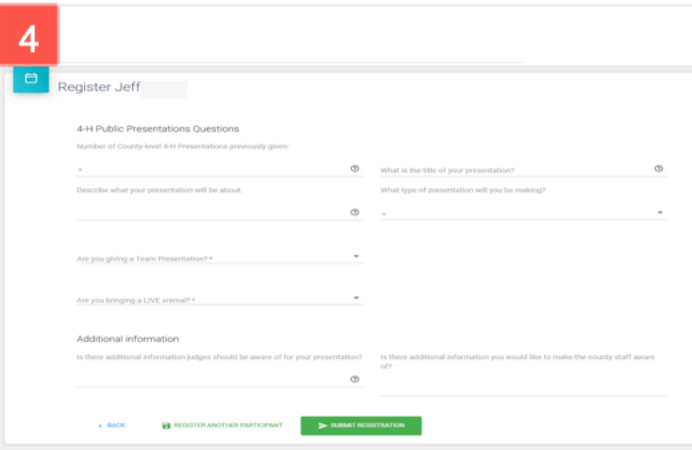 4
Register Jeff
4-H Public Presentations Questions
Number of County-level 4-H Presentations previously given:
*
What is the title of your presentation?
Describe what your presentation will be about.
What type of presentation will you be making?
*
Are you giving a Team Presentation? *
Are you bringing a LIVE animal? *
Additional information
Is there additional information judges should be aware of for your presentation?
Is there additional information you would like to make the county staff aware
of?
BACK
REGISTER ANOTHER PARTICIPANT
SUBMIT REGISTRATION